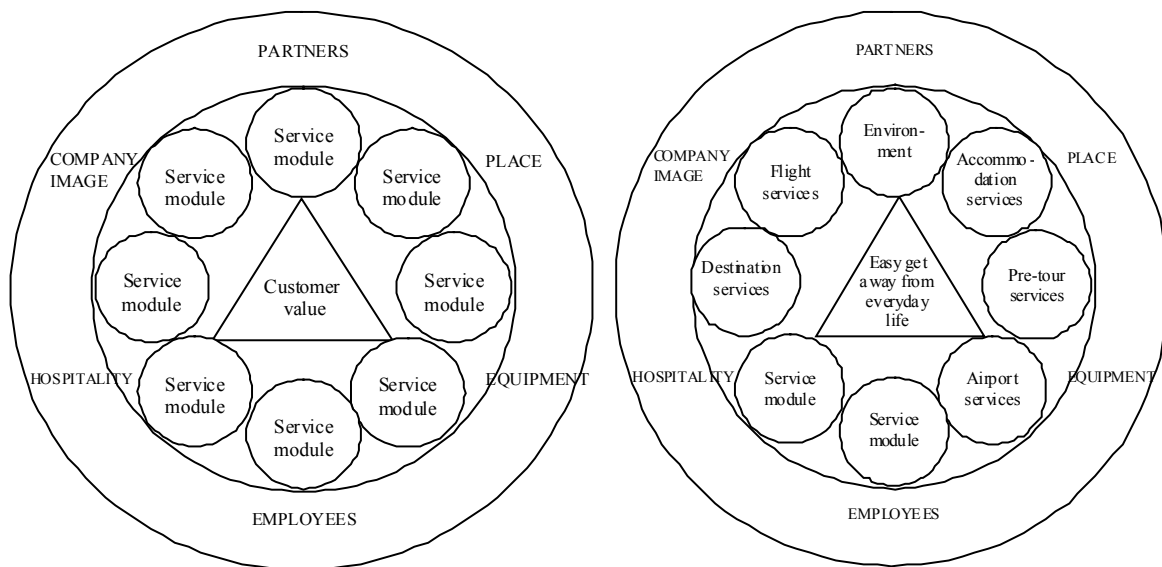 PARTNERS
Service
module
COMPANY
IMAGE
Service
module
Service
module
PLACE
Service
module
Customer
value
Service
module
HOSPITALITY
Service
module
Service
module
Service
module
EQUIPMENT
EMPLOYEES
PARTNERS
Environ-
ment
COMPANY
IMAGE
Flight
services
Accommo-
dation
services
PLACE
Destination
services
Easy get
away from
everyday
life
Pre-tour
services
HOSPITALITY
Service
module
Service
module
Airport
services
EQUIPMENT
EMPLOYEES